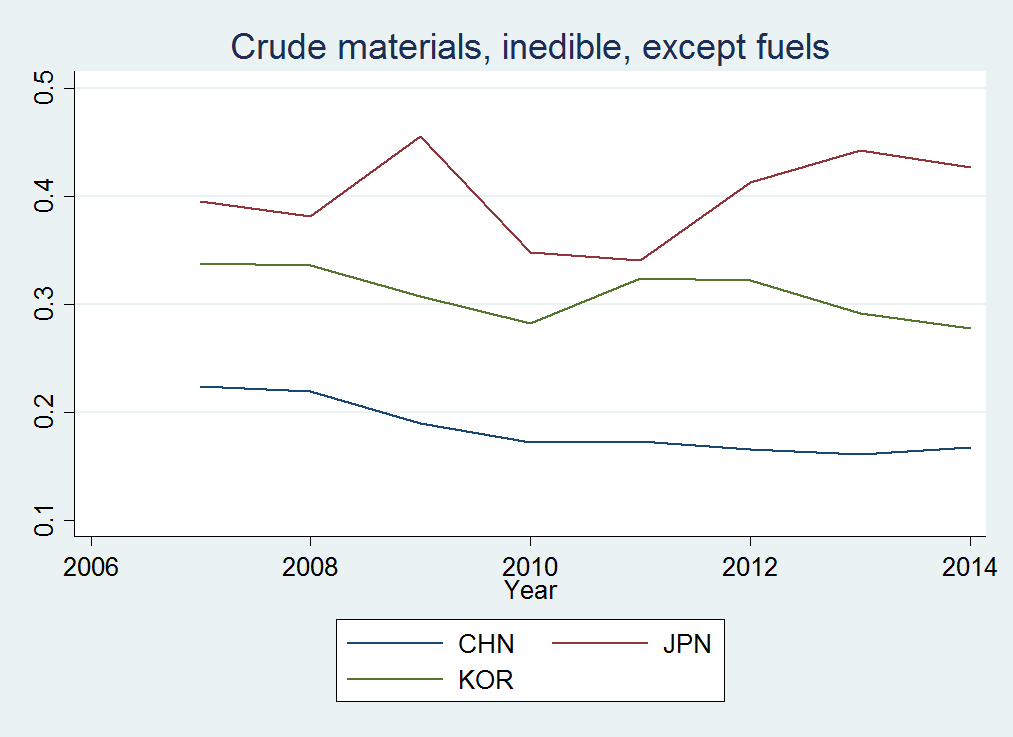 Crude materials, inedible, except fuels
0.5
0.4
0.3
0.2
0.1
2006 2008 2010 2012 2014
Year
CHN JPN
KOR